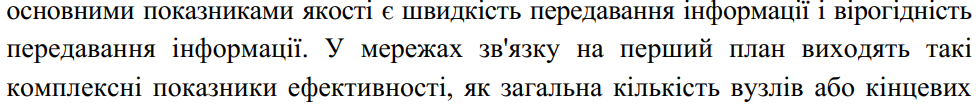 основними показниками якості є швидкість передавання інформації і вірогідність
передавання інформації. У мережах зв'язку на перший план виходять такі
комплексні показники ефективності, як загальна кількість вузлів або кінцевих